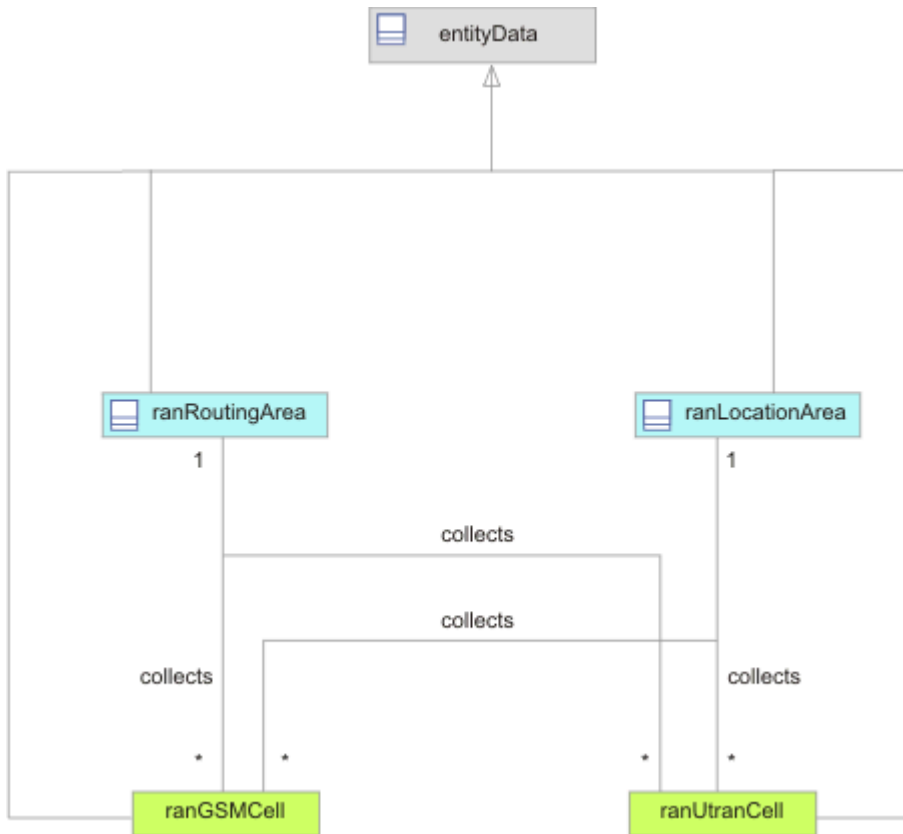 entityData
ranRoutingArea
ranLocationArea
1
1
collects
collects
collects
collects
*
*
*
*
ranGSMCell
ranUtranCell